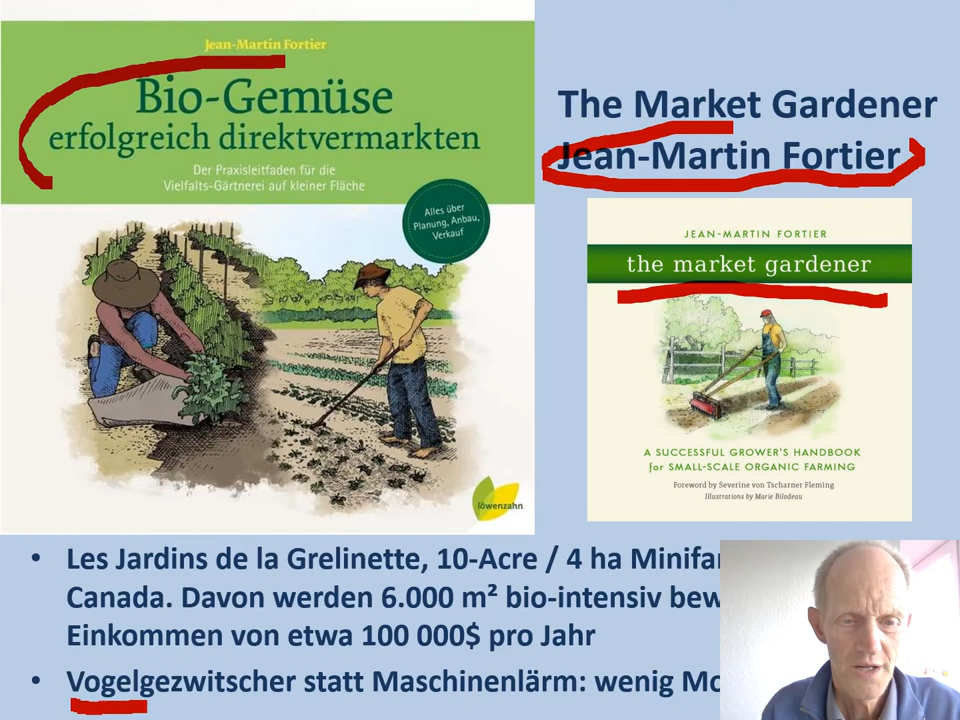 Jean-Martin Fortier
Bio-Gemüse
erfolgreich direktvermarkten
Der Praxisleitfaden für die
Vielfalts-Gärtnerei auf kleiner Fläche
Alles über
Planung, Anbau,
Verkauf
löwenzahn
The Market Gardener
Jean-Martin Fortier
JEAN-MARTIN FORTIER
the market gardener
A SUCCESSFUL GROWER'S HANDBOOK
for SMALL-SCALE ORGANIC FARMING
Foreword by Severine von Tscharner Fleming
Illustrations by Marie Bilodeau
• Les Jardins de la Grelinette, 10-Acre / 4 ha
Canada. Davon werden 6.000 m² bio-intensiv
Einkommen von etwa 100 000$ pro Jahr
• Vogelgezwitscher statt Maschinenlärm: wenig